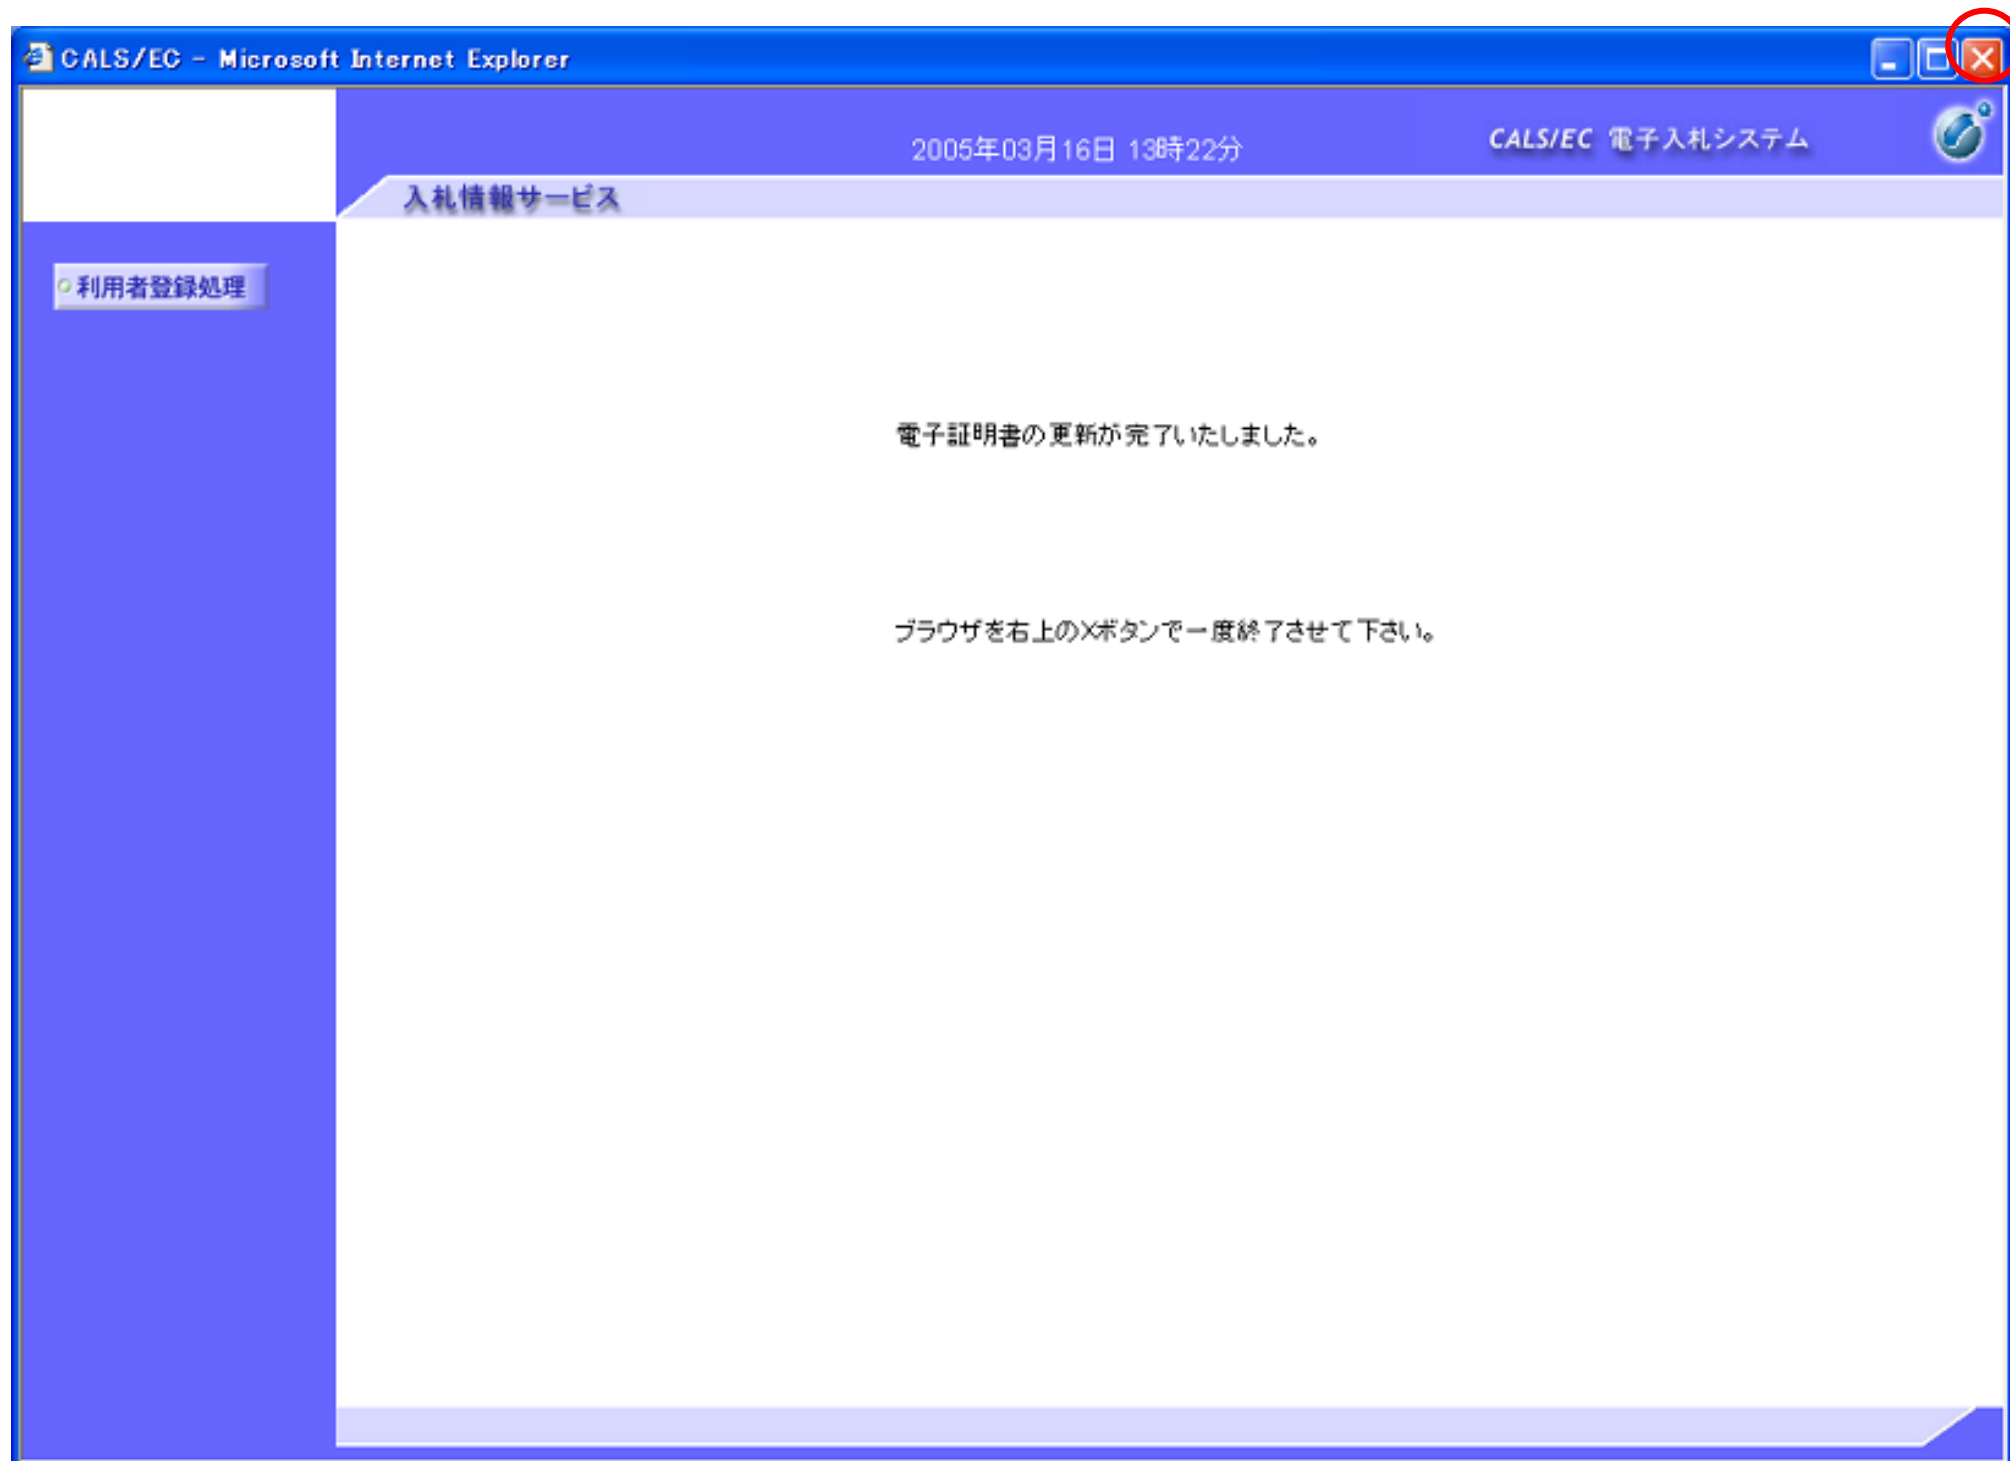 CALS/EC - Microsoft Internet Explorer
2005年03月16日 13時22分
CALS/EC 電子入札システム
入札情報サービス
利用者登録処理
電子証明書の更新が完了いたしました。
ブラウザを右上の×ボタンで一度終了させて下さい。